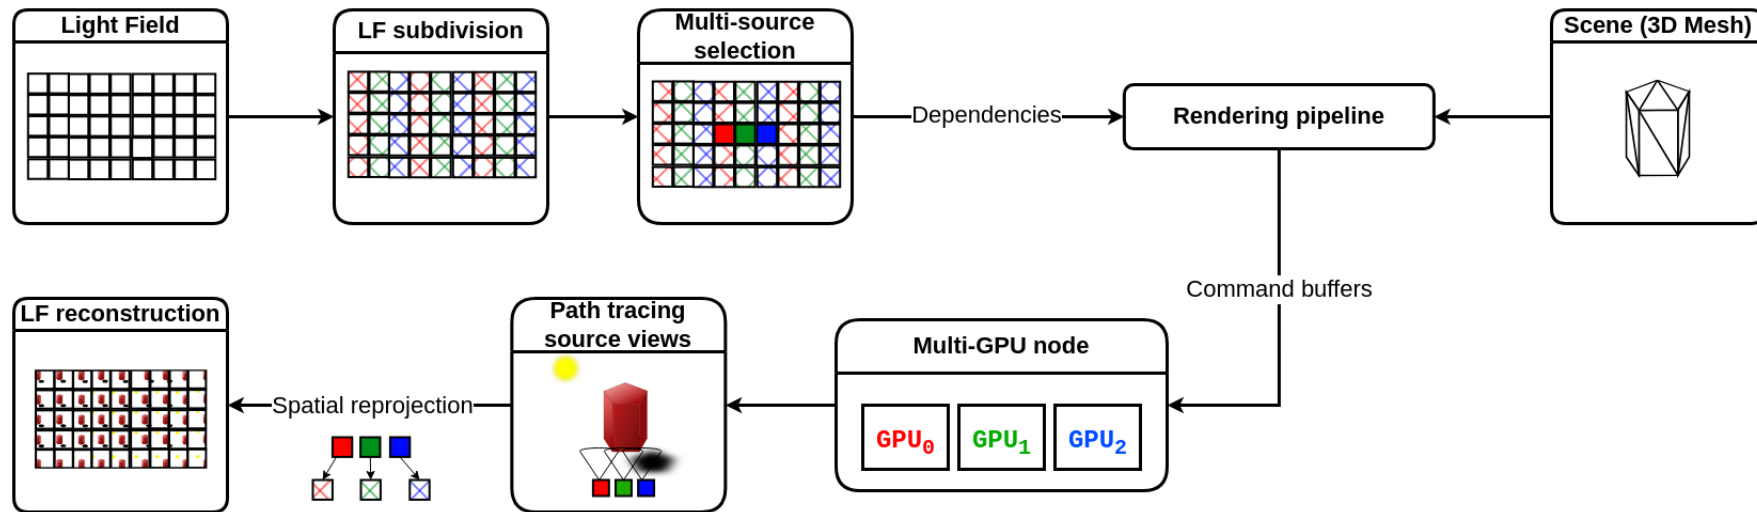 Light Field
LF subdivision
Multi-source
selection
Scene (3D Mesh)
Dependencies
Rendering pipeline
Command buffers
LF reconstruction
Spatial reprojection
Path tracing
source views
Multi-GPU node
GPU0
GPU1
GPU2